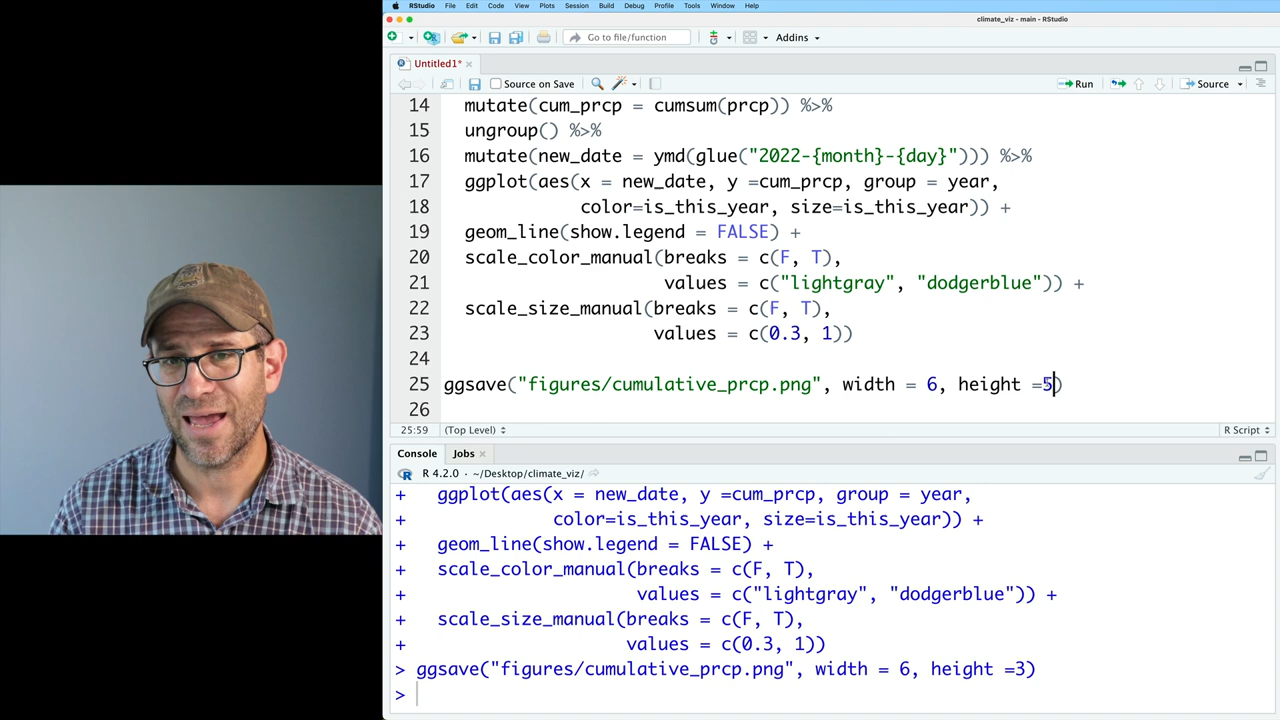 RStudio File Edit Code View Plots Session Build Debug Profile Tools Window Help
climate_viz - main - RStudio
Go to file/function Addins
Untitled1*
Source on Save Run Source
14 mutate(cum_prcp = cumsum(prcp)) %>%
15 ungroup() %>%
16 mutate(new_date = ymd(glue("2022-{month}-{day}"))) %>%
17 ggplot(aes(x = new_date, y =cum_prcp, group = year,
18 color=is_this_year, size=is_this_year)) +
19 geom_line(show.legend = FALSE) +
20 scale_color_manual(breaks = c(F, T),
21 values = c("lightgray", "dodgerblue")) +
22 scale_size_manual(breaks = c(F, T),
23 values = c(0.3, 1))
24
25 ggsave("figures/cumulative_prcp.png", width = 6, height =5)
26
25:59 (Top Level) R Script
Console Jobs
R 4.2.0 · ~/Desktop/climate_viz/
+ ggplot(aes(x = new_date, y =cum_prcp, group = year,
+ color=is_this_year, size=is_this_year)) +
+ geom_line(show.legend = FALSE) +
+ scale_color_manual(breaks = c(F, T),
+ values = c("lightgray", "dodgerblue")) +
+ scale_size_manual(breaks = c(F, T),
+ values = c(0.3, 1))
> ggsave("figures/cumulative_prcp.png", width = 6, height =3)
>